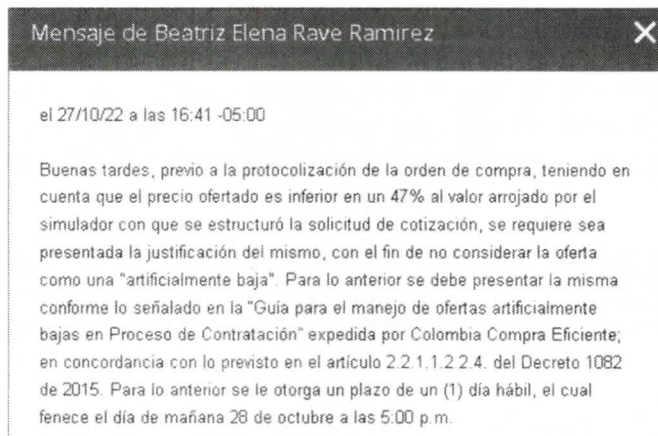 Mensaje de Beatriz Elena Rave Ramirez
el 27/10/22 a las 16:41 -05:00
Buenas tardes, previo a la protocolización de la orden de compra, teniendo en
cuenta que el precio ofertado es inferior en un 47% al valor arrojado por el
simulador con que se estructuró la solicitud de cotización, se requiere sea
presentada la justificación del mismo, con el fin de no considerar la oferta
como una "artificialmente baja". Para lo anterior se debe presentar la misma
conforme lo señalado en la "Guía para el manejo de ofertas artificialmente
bajas en Proceso de Contratación" expedida por Colombia Compra Eficiente;
en concordancia con lo previsto en el artículo 2.2.1.1.2.2.4. del Decreto 1082
de 2015. Para lo anterior se le otorga un plazo de un (1) día hábil, el cual
fenece el día de mañana 28 de octubre a las 5:00 p.m.